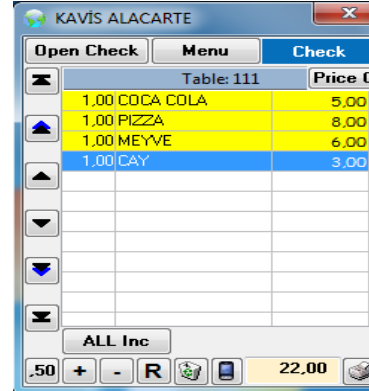 KAVİS ALACARTE
Open Check Menu Check
Table: 111 Price
1,00 COCA COLA 5,00
1,00 PIZZA 8,00
1,00 MEYVE 6,00
1,00 CAY 3,00
ALL Inc
,50 + - R 22,00